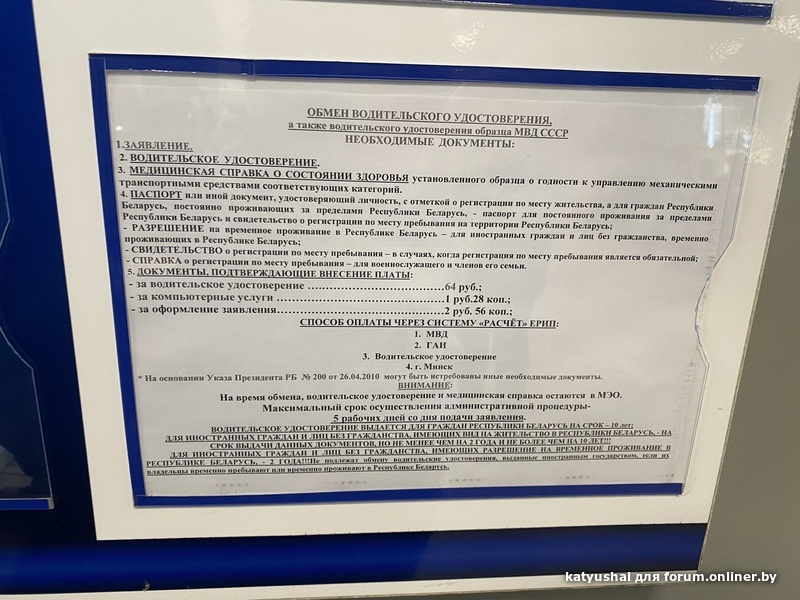 ОБМЕН ВОДИТЕЛЬСКОГО УДОСТОВЕРЕНИЯ,
а также водительского удостоверения образца МВД СССР
НЕОБХОДИМЫЕ ДОКУМЕНТЫ:
1.ЗАЯВЛЕНИЕ.
2. ВОДИТЕЛЬСКОЕ УДОСТОВЕРЕНИЕ.
3. МЕДИЦИНСКАЯ СПРАВКА О СОСТОЯНИИ ЗДОРОВЬЯ установленного образца о годности к управлению механическими
транспортными средствами соответствующих категорий.
4. ПАСПОРТ или иной документ, удостоверяющий личность, с отметкой о регистрации по месту жительства, а для граждан Республики
Беларусь, постоянно проживающих за пределами Республики Беларусь, - паспорт для постоянного проживания за пределами
Республики Беларусь и свидетельство о регистрации по месту пребывания на территории Республики Беларусь;
- РАЗРЕШЕНИЕ на временное проживание в Республике Беларусь – для иностранных граждан и лиц без гражданства, временно
проживающих в Республике Беларусь;
- СВИДЕТЕЛЬСТВО о регистрации по месту пребывания – в случаях, когда регистрация по месту пребывания является обязательной;
- СПРАВКА о регистрации по месту пребывания – для военнослужащего и членов его семьи.
5. ДОКУМЕНТЫ, ПОДТВЕРЖДАЮЩИЕ ВНЕСЕНИЕ ПЛАТЫ:
- за водительское удостоверение ………………………64 руб.;
- за компьютерные услуги ……………………………1 руб.28 коп.;
- за оформление заявления……………………………2 руб. 56 коп.;
СПОСОБ ОПЛАТЫ ЧЕРЕЗ СИСТЕМУ «РАСЧЁТ» ЕРИП:
1. МВД
2. ГАИ
3. Водительское удостоверение
4. г. Минск
* На основании Указа Президента РБ № 200 от 26.04.2010 могут быть истребованы иные необходимые документы.
ВНИМАНИЕ:
На время обмена, водительское удостоверение и медицинская справка остаются в МЭО.
Максимальный срок осуществления административной процедуры-
5 рабочих дней со дня подачи заявления.
ВОДИТЕЛЬСКОЕ УДОСТОВЕРЕНИЕ ВЫДАЕТСЯ ДЛЯ ГРАЖДАН РЕСПУБЛИКИ БЕЛАРУСЬ НА СРОК – 10 лет;
ДЛЯ ИНОСТРАННЫХ ГРАЖДАН И ЛИЦ БЕЗ ГРАЖДАНСТВА, ИМЕЮЩИХ ВИД НА ЖИТЕЛЬСТВО В РЕСПУБЛИКЕ БЕЛАРУСЬ, - НА
СРОК ВЫДАЧИ ДАННЫХ ДОКУМЕНТОВ, НО НЕ МЕНЕЕ ЧЕМ НА 2 ГОДА И НЕ БОЛЕЕ ЧЕМ НА 10 ЛЕТ!!!
ДЛЯ ИНОСТРАННЫХ ГРАЖДАН И ЛИЦ БЕЗ ГРАЖДАНСТВА, ИМЕЮЩИХ РАЗРЕШЕНИЕ НА ВРЕМЕННОЕ ПРОЖИВАНИЕ В
РЕСПУБЛИКЕ БЕЛАРУСЬ, - 2 ГОДА!!!Не подлежат обмену водительские удостоверения, выданные иностранным государством, если их
владельцы временно пребывают или временно проживают в Республике Беларусь.
katyushal для forum.onliner.by